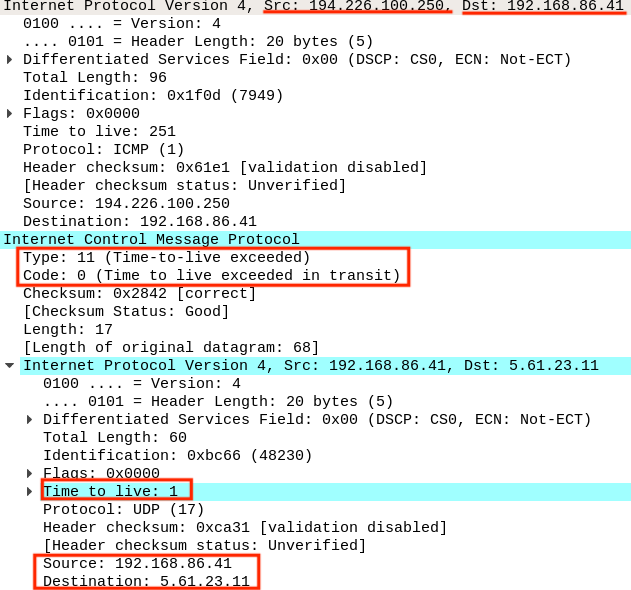 Internet Protocol Version 4, Src: 194.226.100.250, Dst: 192.168.86.41
0100 .... = Version: 4
.... 0101 = Header Length: 20 bytes (5)
Differentiated Services Field: 0x00 (DSCP: CS0, ECN: Not-ECT)
Total Length: 96
Identification: 0x1f0d (7949)
Flags: 0x0000
Time to live: 251
Protocol: ICMP (1)
Header checksum: 0x61e1 [validation disabled]
[Header checksum status: Unverified]
Source: 194.226.100.250
Destination: 192.168.86.41
Internet Control Message Protocol
Type: 11 (Time-to-live exceeded)
Code: 0 (Time to live exceeded in transit)
Checksum: 0x2842 [correct]
[Checksum Status: Good]
Length: 17
[Length of original datagram: 68]
Internet Protocol Version 4, Src: 192.168.86.41, Dst: 5.61.23.11
0100 .... = Version: 4
.... 0101 = Header Length: 20 bytes (5)
Differentiated Services Field: 0x00 (DSCP: CS0, ECN: Not-ECT)
Total Length: 60
Identification: 0xbc66 (48230)
Flags: 0x0000
Time to live: 1
Protocol: UDP (17)
Header checksum: 0xca31 [validation disabled]
[Header checksum status: Unverified]
Source: 192.168.86.41
Destination: 5.61.23.11